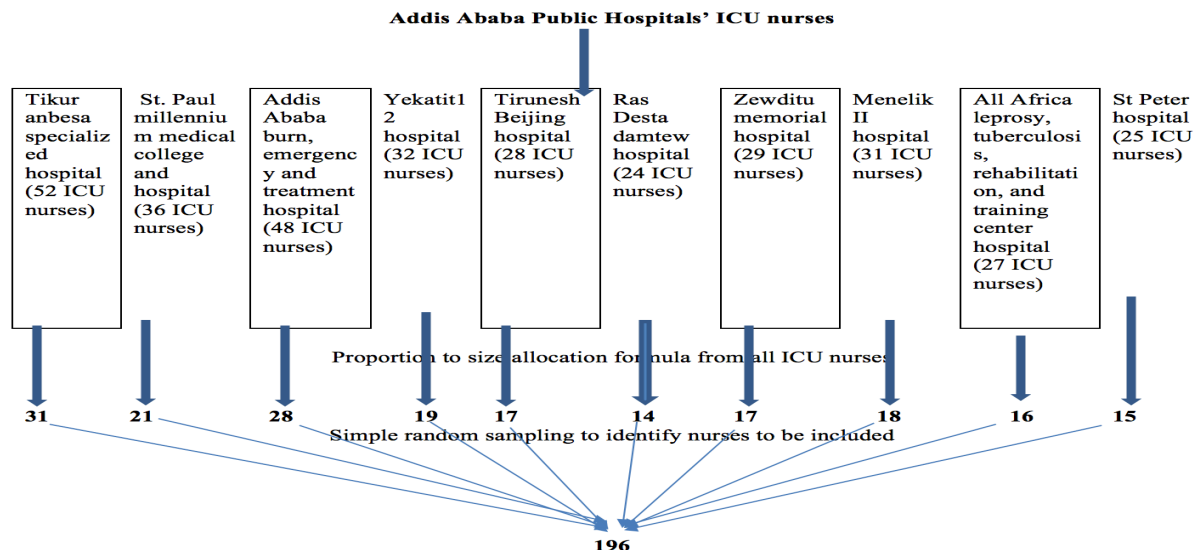 Addis Ababa Public Hospitals’ ICU nurses
Tikur
anbesa
specializ
ed
hospital
(52 ICU
nurses)
St. Paul
millenniu
m medical
college
and
hospital
(36 ICU
nurses)
Addis
Ababa
burn,
emergenc
y and
treatment
hospital
(48 ICU
nurses)
Yekatit1
2
hospital
(32 ICU
nurses)
Tirunesh
Beijing
hospital
(28 ICU
nurses)
Ras
Desta
damtew
hospital
(24 ICU
nurses)
Zewditu
memorial
hospital
(29 ICU
nurses)
Menelik
II
hospital
(31 ICU
nurses)
All Africa
leprosy,
tuberculosi
s,
rehabilitati
on, and
training
center
hospital
(27 ICU
nurses)
St Peter
hospital
(25 ICU
nurses)
Proportion to size allocation formula from all ICU nurses
31 21 28 19 17 14 17 18 16 15
Simple random sampling to identify nurses to be included
196